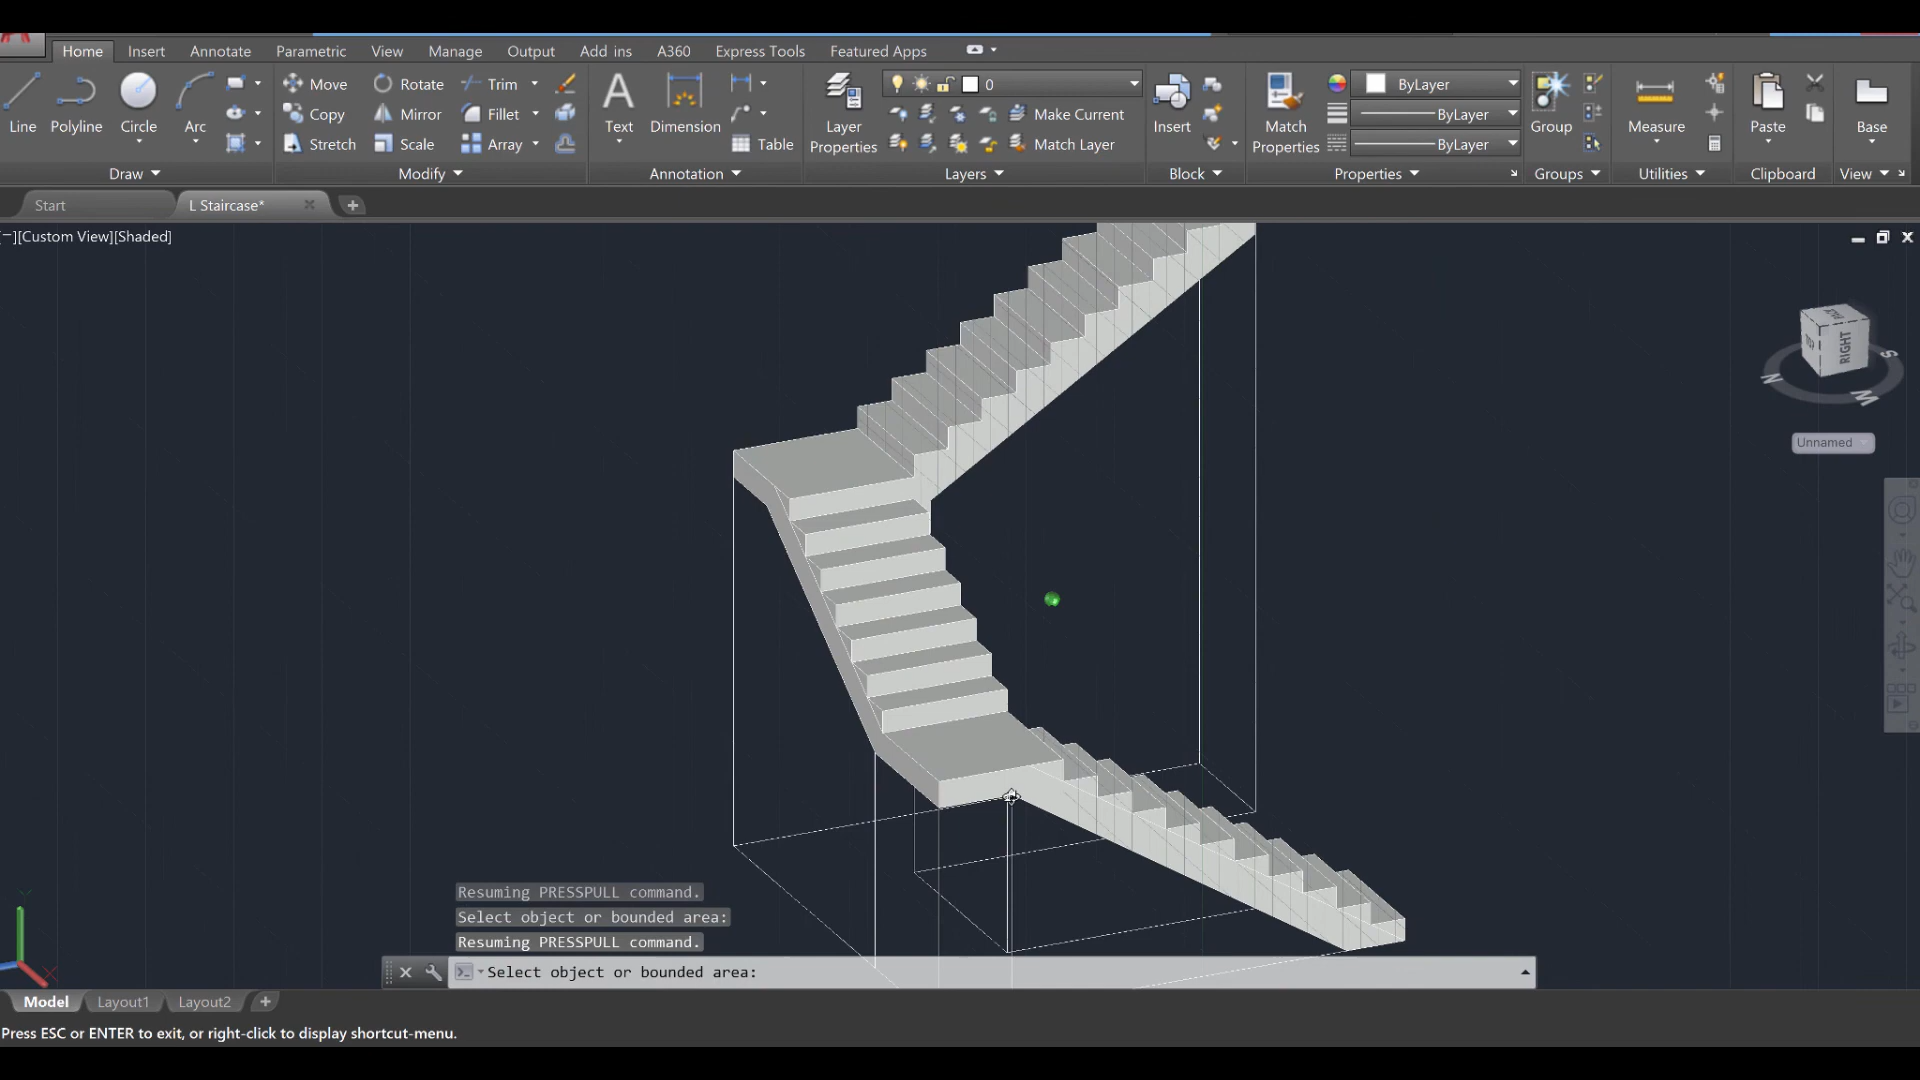 Home Insert Annotate Parametric View Manage Output Add ins A360 Express Tools Featured Apps
Line Polyline Circle Arc
Move Rotate Trim
Copy Mirror Fillet
Stretch Scale Array
Text Dimension Table
Layer Properties
0
Make Current
Match Layer
Insert
Match Properties
ByLayer
ByLayer
ByLayer
Group
Measure
Paste
Base
Draw Modify Annotation Layers Block Properties Groups Utilities Clipboard View
Start L Staircase*
[−][Custom View][Shaded]
TOP
RIGHT
N
S
Unnamed
Resuming PRESSPULL command.
Select object or bounded area:
Resuming PRESSPULL command.
Select object or bounded area:
Model Layout1 Layout2
Press ESC or ENTER to exit, or right-click to display shortcut-menu.